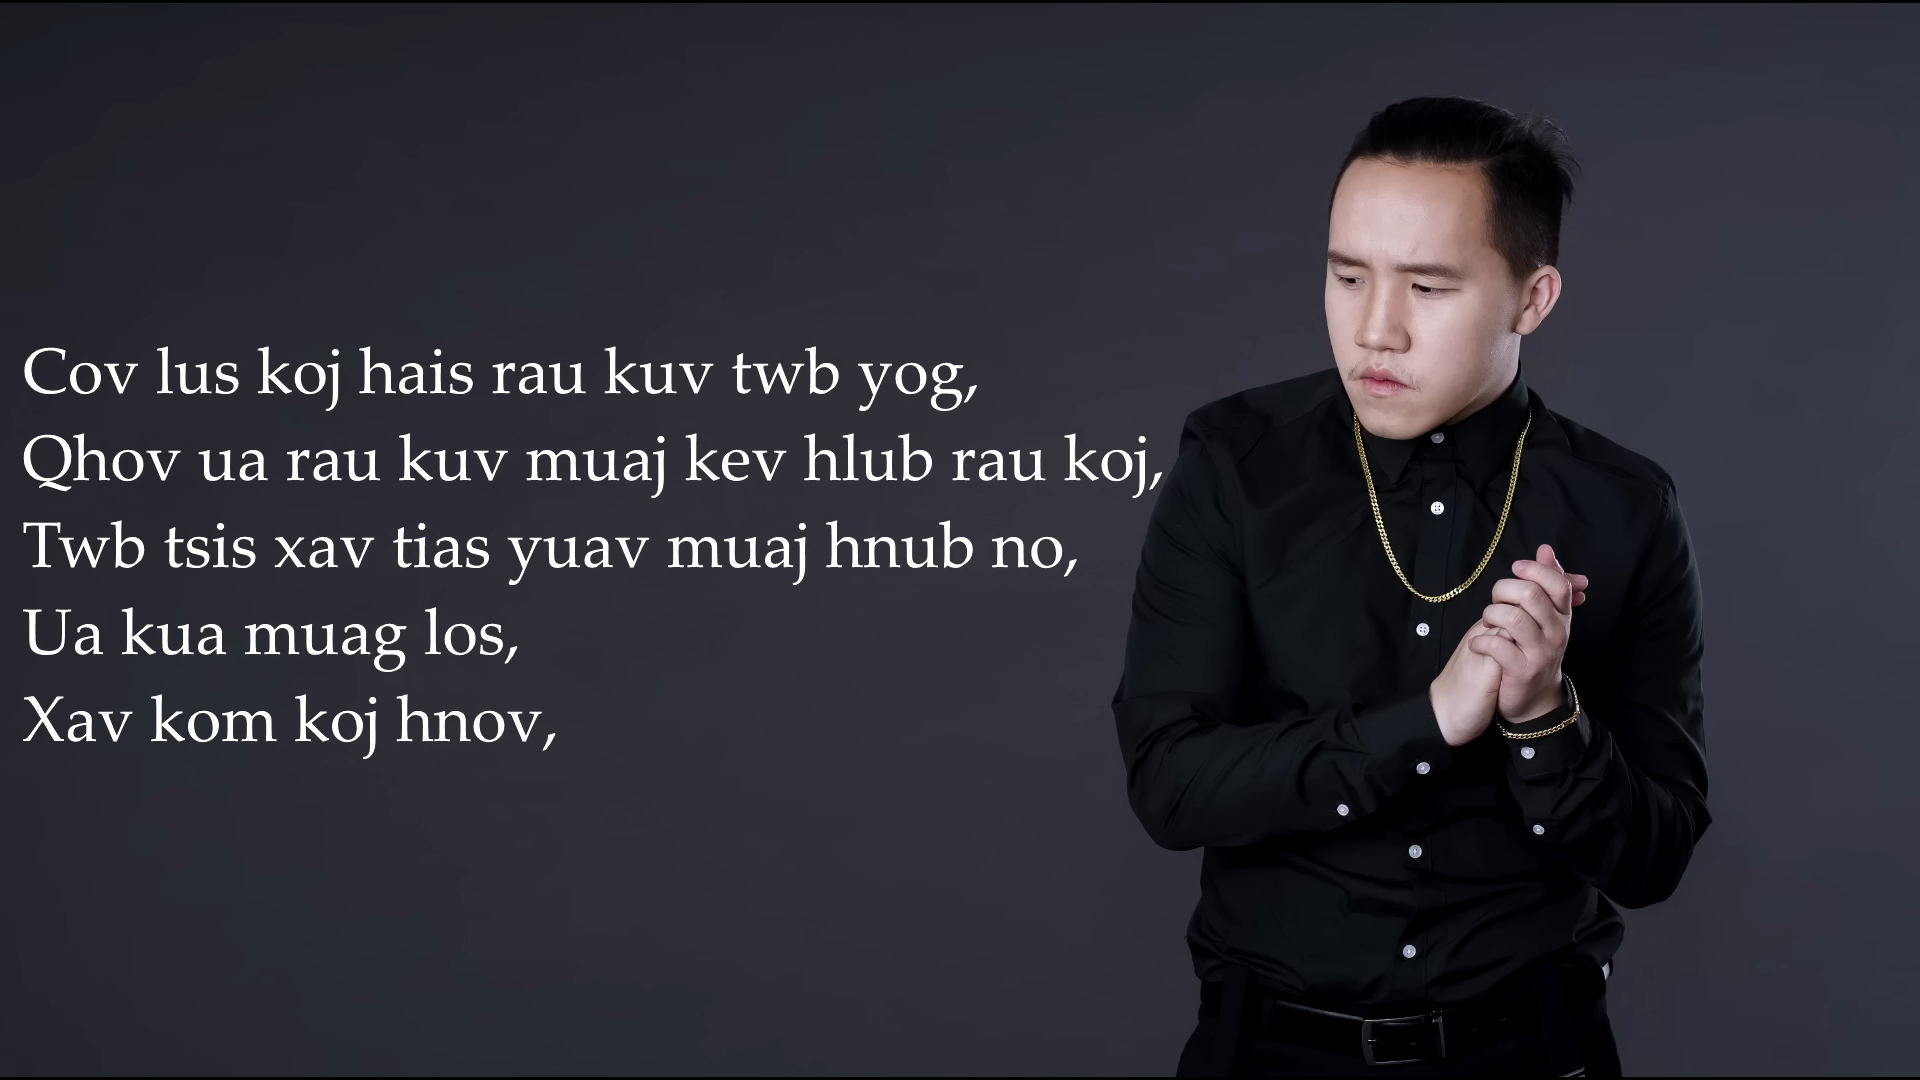 Cov lus koj hais rau kuv twb yog,
Qhov ua rau kuv muaj kev hlub rau koj,
Twb tsis xav tias yuav muaj hnub no,
Ua kua muag los,
Xav kom koj hnov,